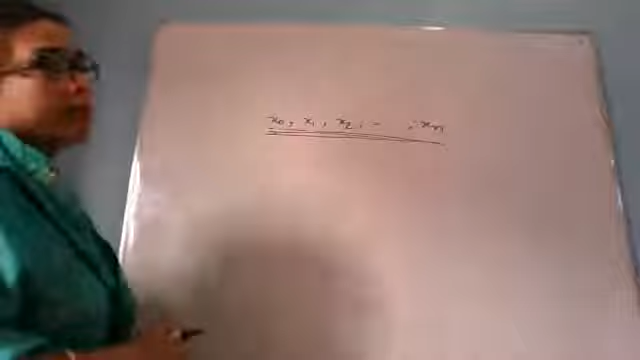 x₀, x₁, x₂, - , xₙ